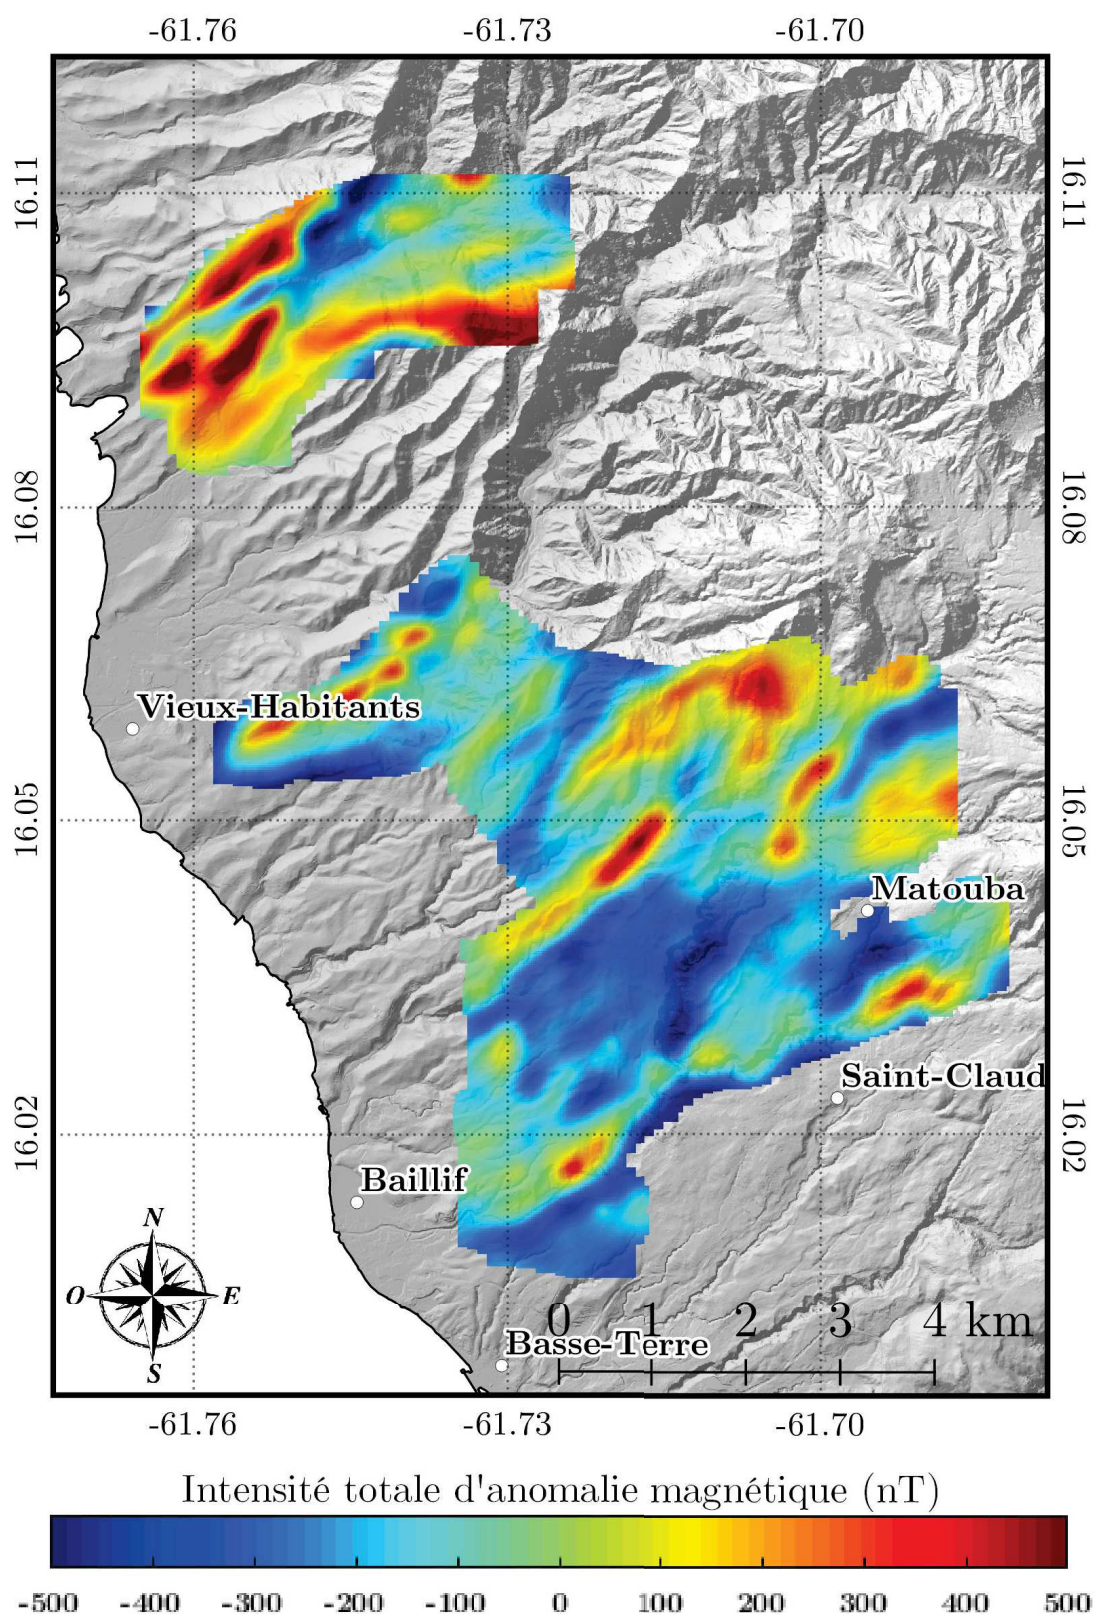 -61.76 -61.73 -61.70
16.11 16.11
16.08 16.08
Vieux-Habitants
16.05 16.05
Matouba
Saint-Claud
16.02 16.02
Baillif
N
O E
S
0 1 2 3 4 km
Basse-Terre
-61.76 -61.73 -61.70
Intensité totale d'anomalie magnétique (nT)
-500 -400 -300 -200 -100 0 100 200 300 400 500